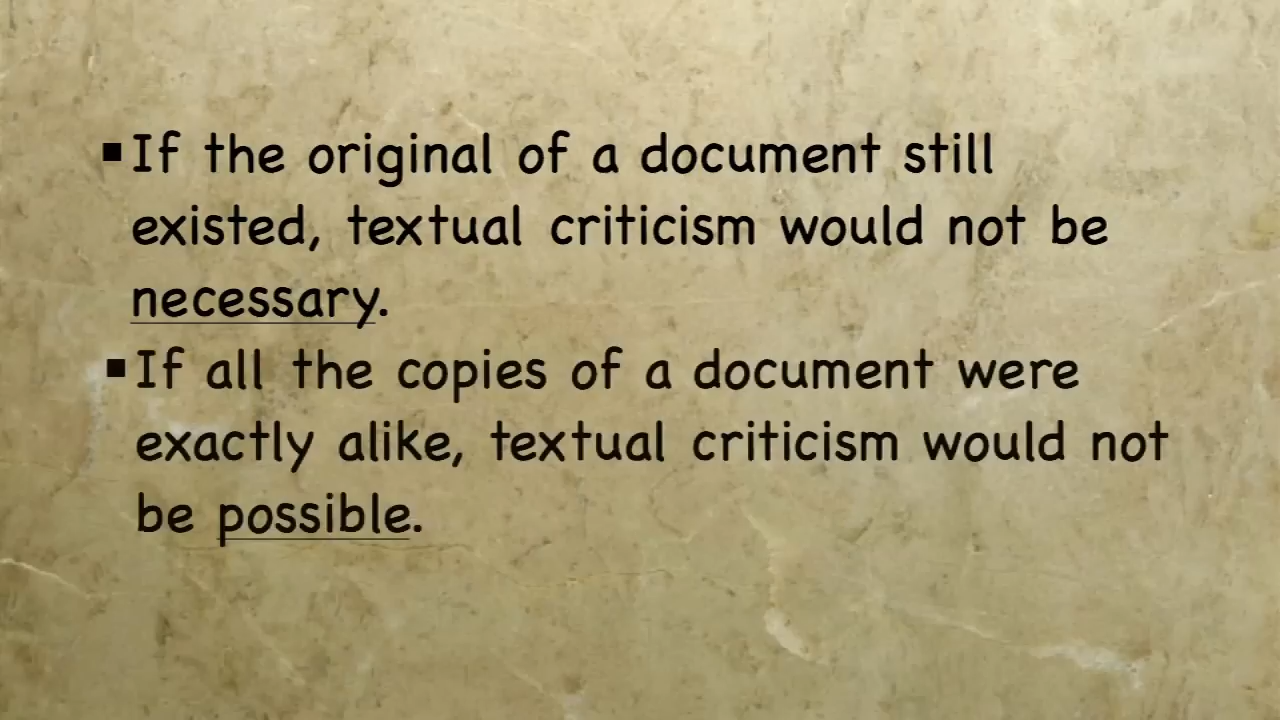 ▪If the original of a document still
existed, textual criticism would not be
necessary.
▪If all the copies of a document were
exactly alike, textual criticism would not
be possible.